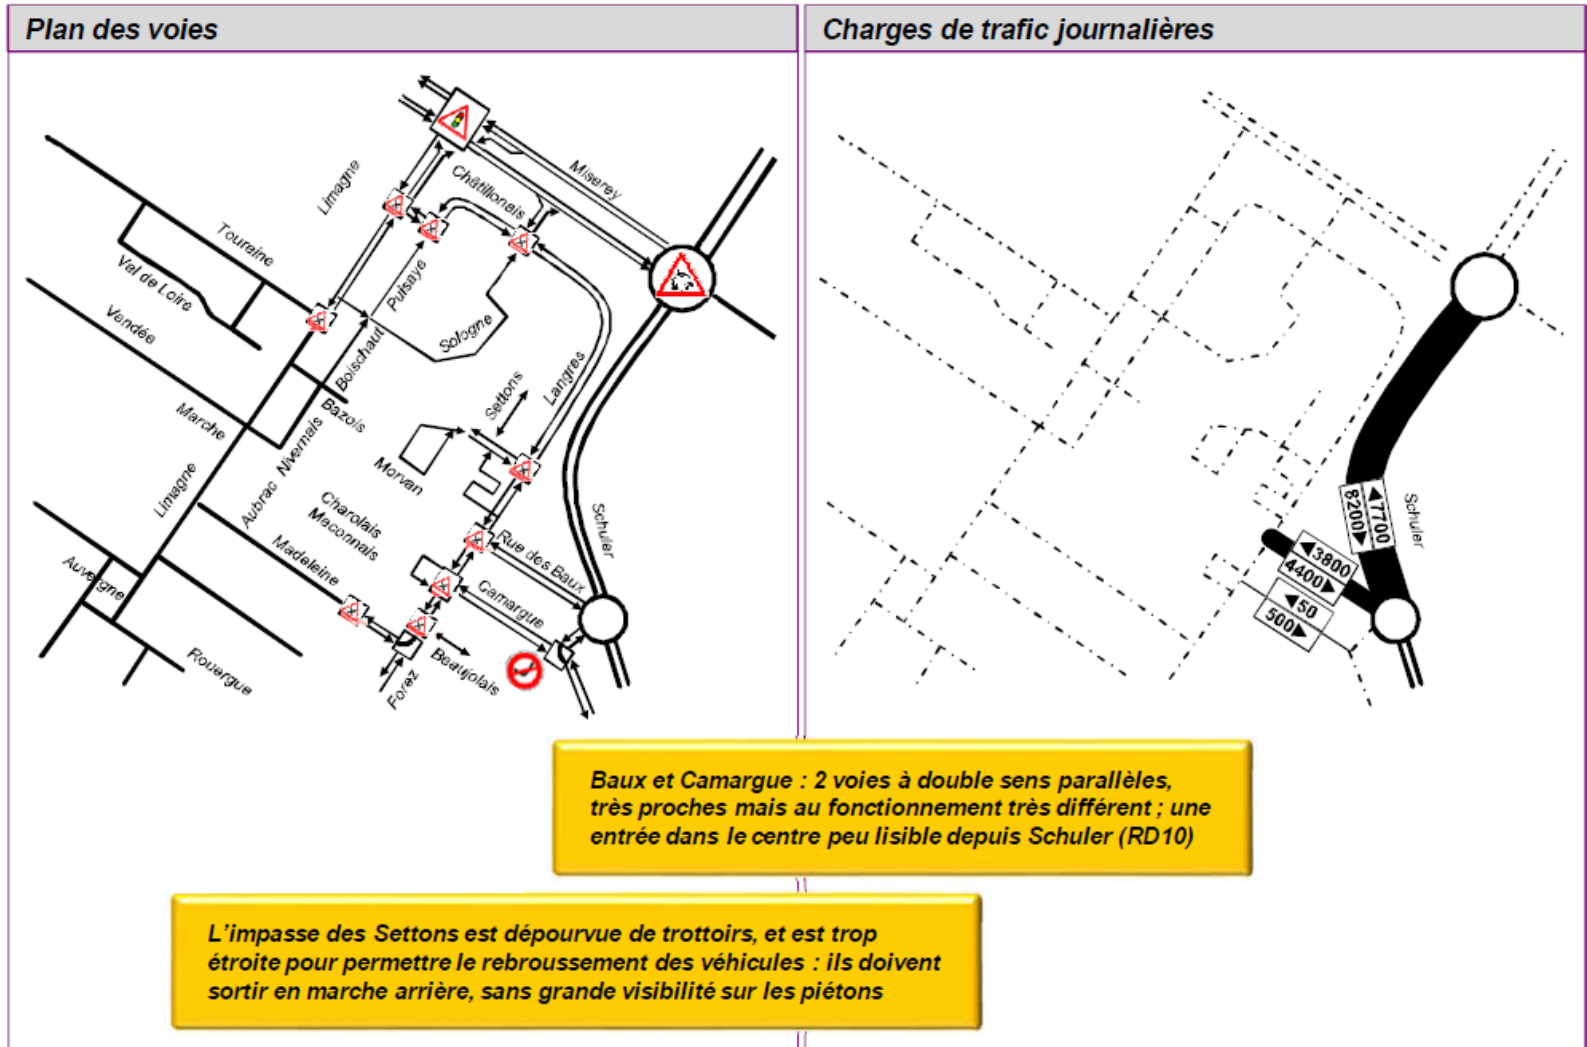 Plan des voies
Charges de trafic journalières
Limagne
Châtillonais
Miserey
Toureine
Val de Loire
Puisaye
Sologne
Vendée
Boischaut
Langres
Settons
Bazois
Marche
Nivernais
Morvan
Limagne
Aubrac
Charolais
Maconnais
Schuler
Rue des Baux
Madeleine
Camargue
Auvergne
Beaujolais
Forez
Rouergue
◀7700
8200▶
Schuler
◀3800
4400▶
◀50
500▶
Baux et Camargue : 2 voies à double sens parallèles,
très proches mais au fonctionnement très différent ; une
entrée dans le centre peu lisible depuis Schuler (RD10)
L'impasse des Settons est dépourvue de trottoirs, et est trop
étroite pour permettre le rebroussement des véhicules : ils doivent
sortir en marche arrière, sans grande visibilité sur les piétons